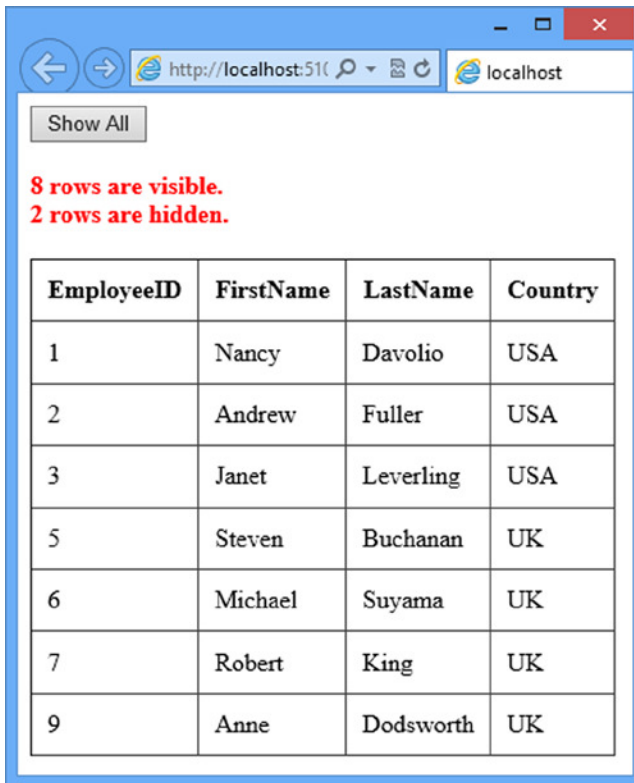 http://localhost:51( localhost
Show All
8 rows are visible.
2 rows are hidden.
EmployeeID FirstName LastName Country
1 Nancy Davolio USA
2 Andrew Fuller USA
3 Janet Leverling USA
5 Steven Buchanan UK
6 Michael Suyama UK
7 Robert King UK
9 Anne Dodsworth UK